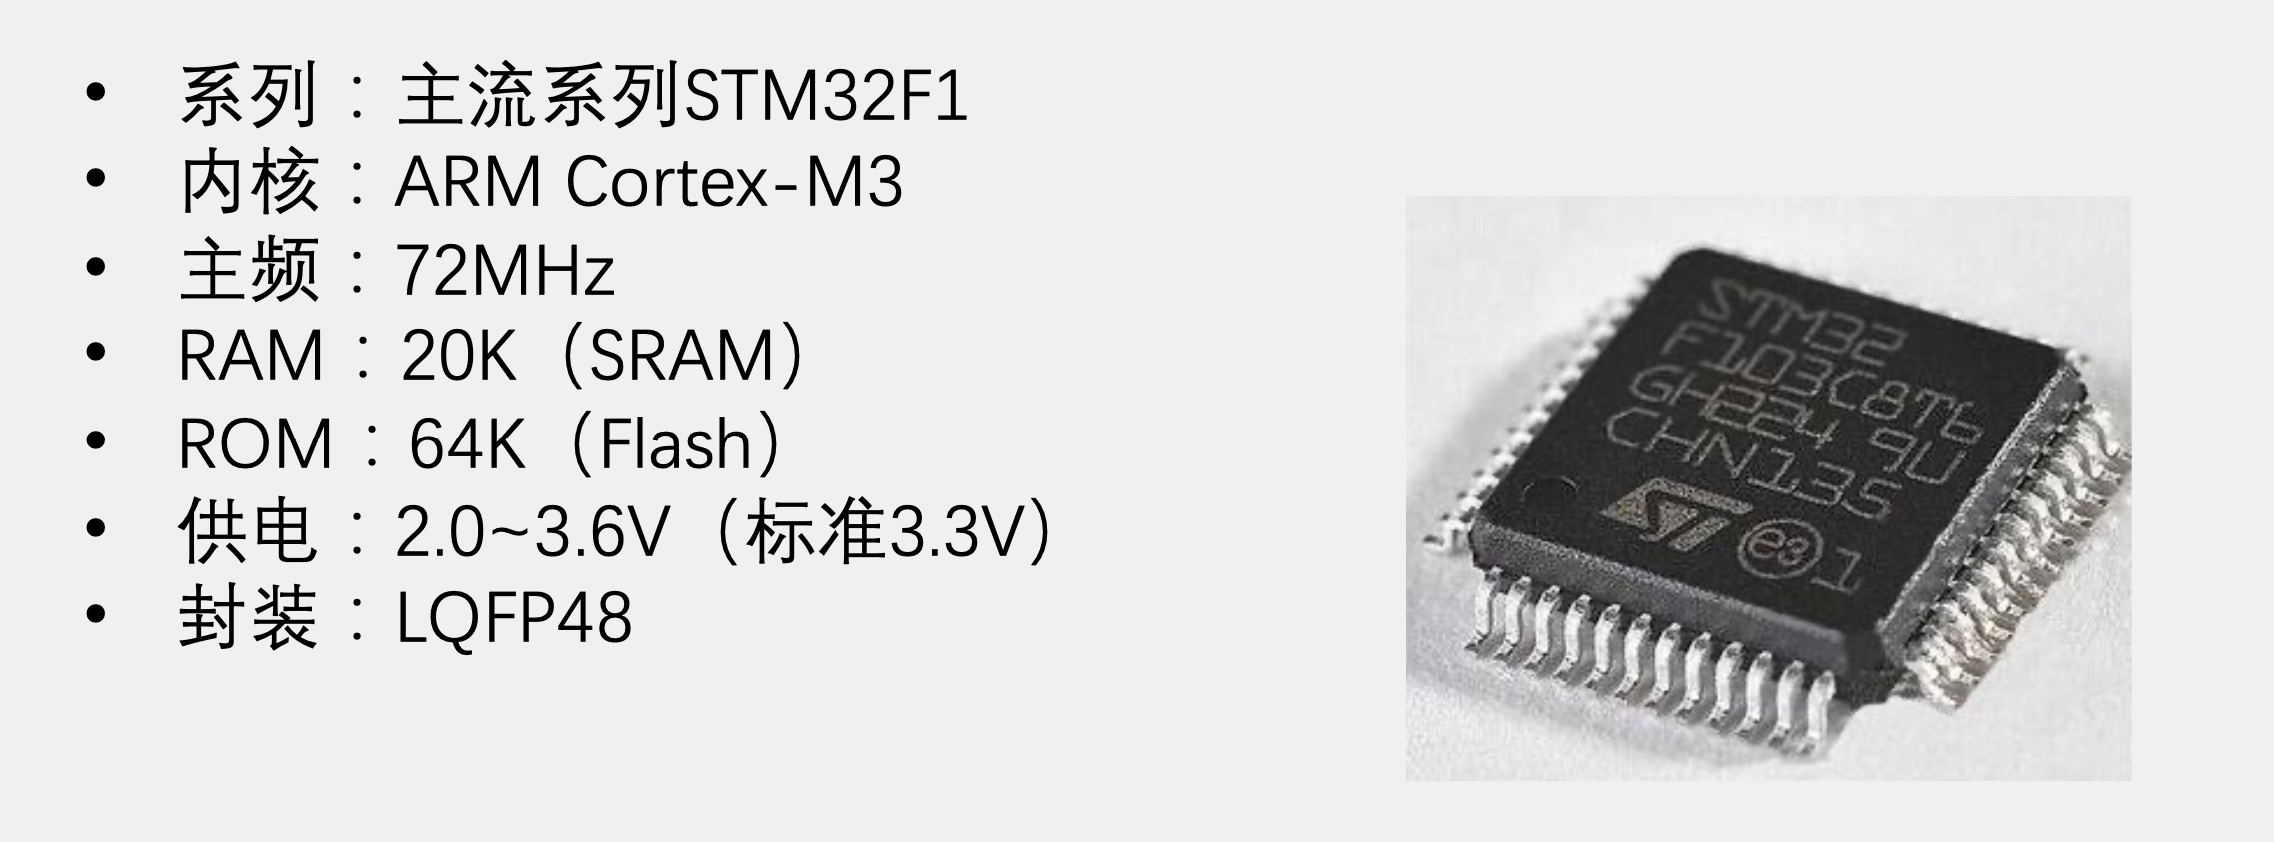 • 系列：主流系列STM32F1
• 内核：ARM Cortex-M3
• 主频：72MHz
• RAM：20K（SRAM）
• ROM：64K（Flash）
• 供电：2.0~3.6V（标准3.3V）
• 封装：LQFP48
STM32
F103C8T6
GH224 9U
CHN135
ST e3 1